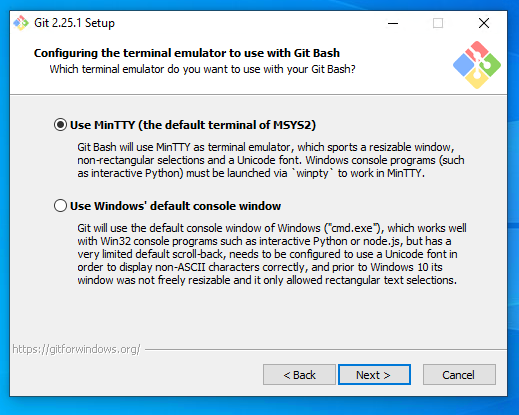 Git 2.25.1 Setup
Configuring the terminal emulator to use with Git Bash
Which terminal emulator do you want to use with your Git Bash?
Use MinTTY (the default terminal of MSYS2)
Git Bash will use MinTTY as terminal emulator, which sports a resizable window,
non-rectangular selections and a Unicode font. Windows console programs (such
as interactive Python) must be launched via `winpty` to work in MinTTY.
Use Windows' default console window
Git will use the default console window of Windows ("cmd.exe"), which works well
with Win32 console programs such as interactive Python or node.js, but has a
very limited default scroll-back, needs to be configured to use a Unicode font in
order to display non-ASCII characters correctly, and prior to Windows 10 its
window was not freely resizable and it only allowed rectangular text selections.
https://gitforwindows.org/
< Back
Next >
Cancel